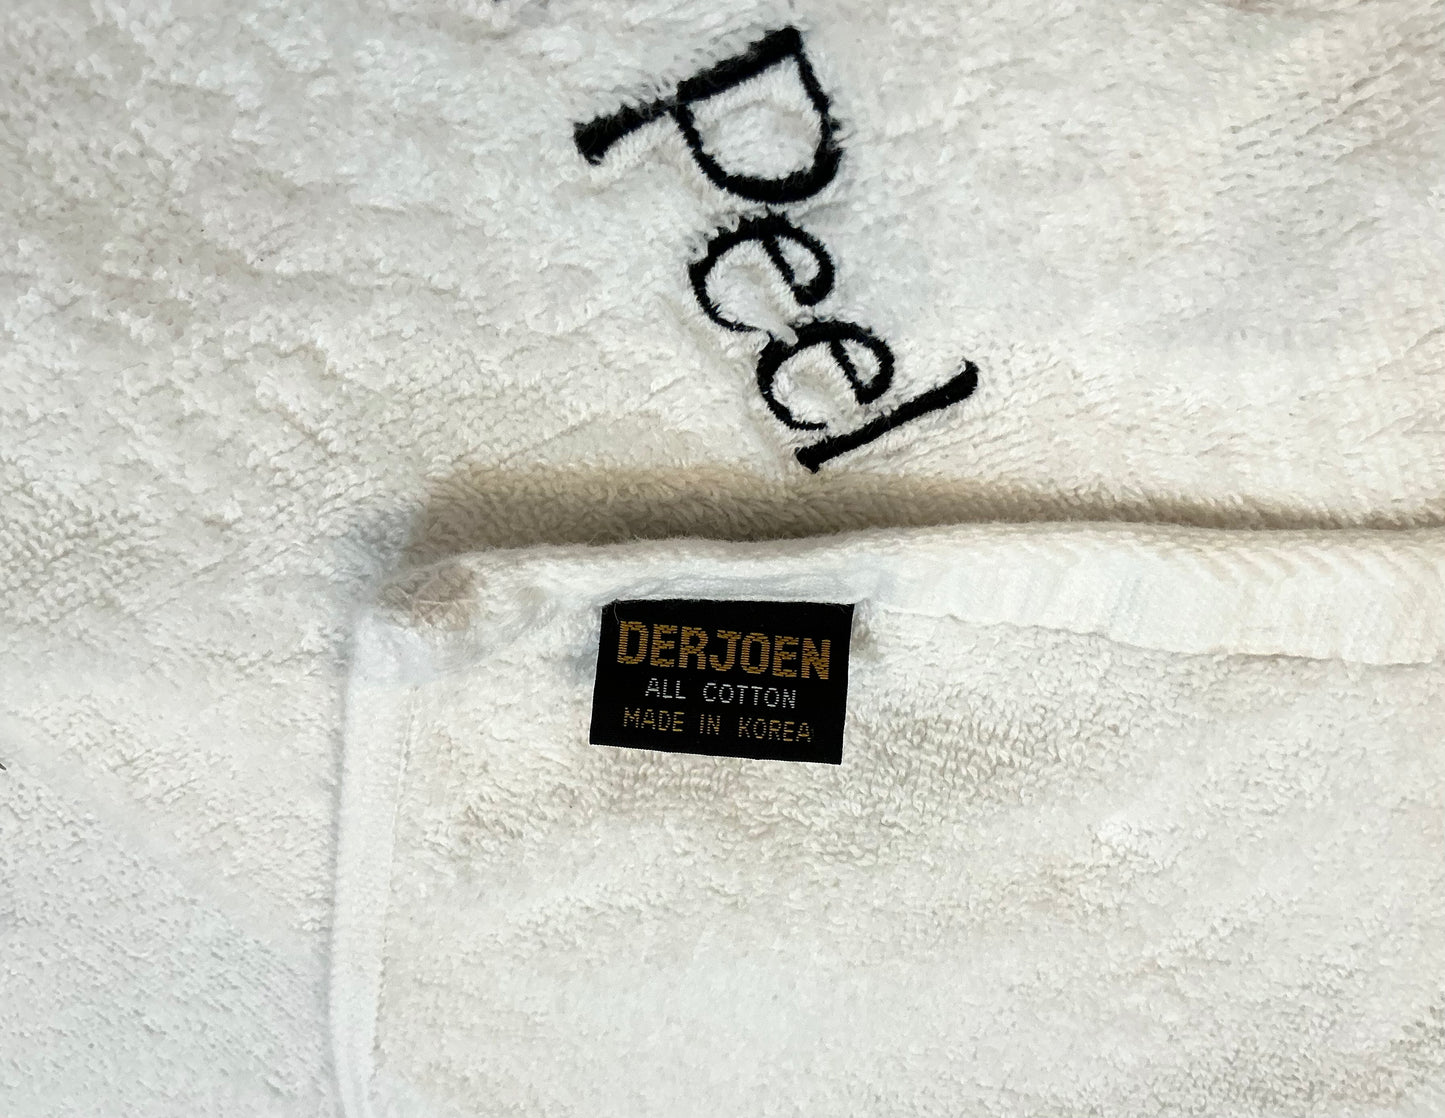 Peel
DERJOEN
ALL COTTON
MADE IN KOREA